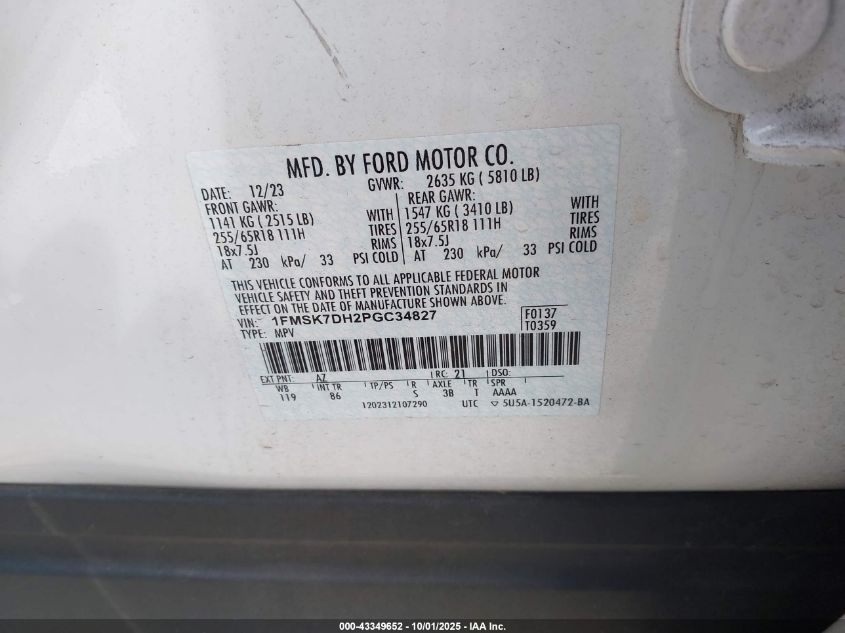 MFD. BY FORD MOTOR CO.
DATE: 12/23 GVWR: 2635 KG ( 5810 LB)
FRONT GAWR: REAR GAWR:
1141 KG ( 2515 LB) WITH 1547 KG ( 3410 LB) WITH
255/65R18 111H TIRES 255/65R18 111H TIRES
18x7.5J RIMS 18x7.5J RIMS
AT 230 kPa/ 33 PSI COLD AT 230 kPa/ 33 PSI COLD
THIS VEHICLE CONFORMS TO ALL APPLICABLE FEDERAL MOTOR
VEHICLE SAFETY AND THEFT PREVENTION STANDARDS IN
EFFECT ON THE DATE OF MANUFACTURE SHOWN ABOVE.
VIN: 1FMSK7DH2PGC34827 F0137
TYPE: MPV T0359
EXT PNT: AZ RC: 21 DSO:
WB INT TR TP/PS R AXLE TR SPR
119 86 S 3B T AAAA
1202312107290 UTC ▽ 5U5A-1520472-BA
000-43349652 - 10/01/2025 - IAA Inc.